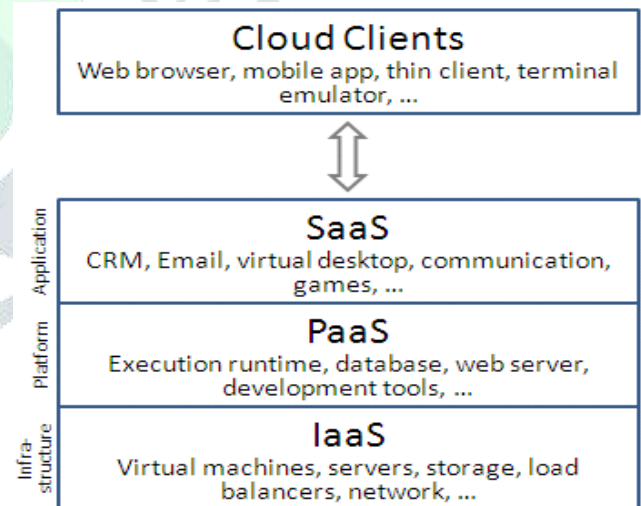 Cloud Clients
Web browser, mobile app, thin client, terminal
emulator, ...
Application
SaaS
CRM, Email, virtual desktop, communication,
games, ...
Platform
PaaS
Execution runtime, database, web server,
development tools, ...
Infra-
structure
IaaS
Virtual machines, servers, storage, load
balancers, network, ...